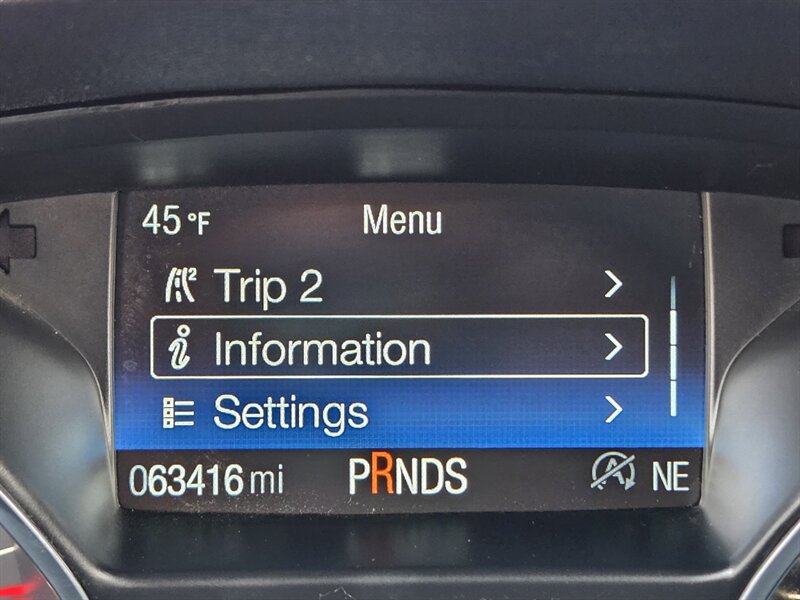 45 °F Menu
Trip 2
Information
Settings
063416 mi PRNDS A NE